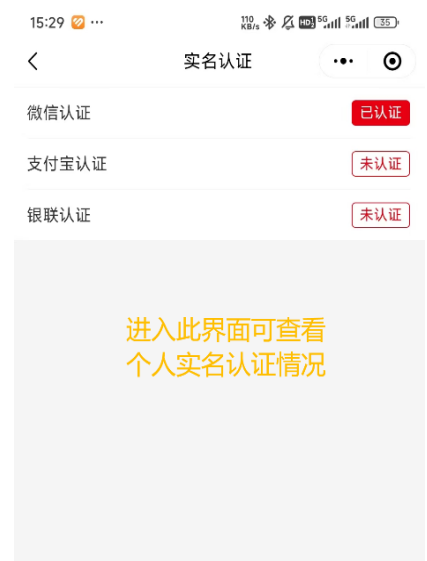 15:29 ··· 110 KB/s HD 5G 5G 35
实名认证
微信认证 已认证
支付宝认证 未认证
银联认证 未认证
进入此界面可查看
个人实名认证情况